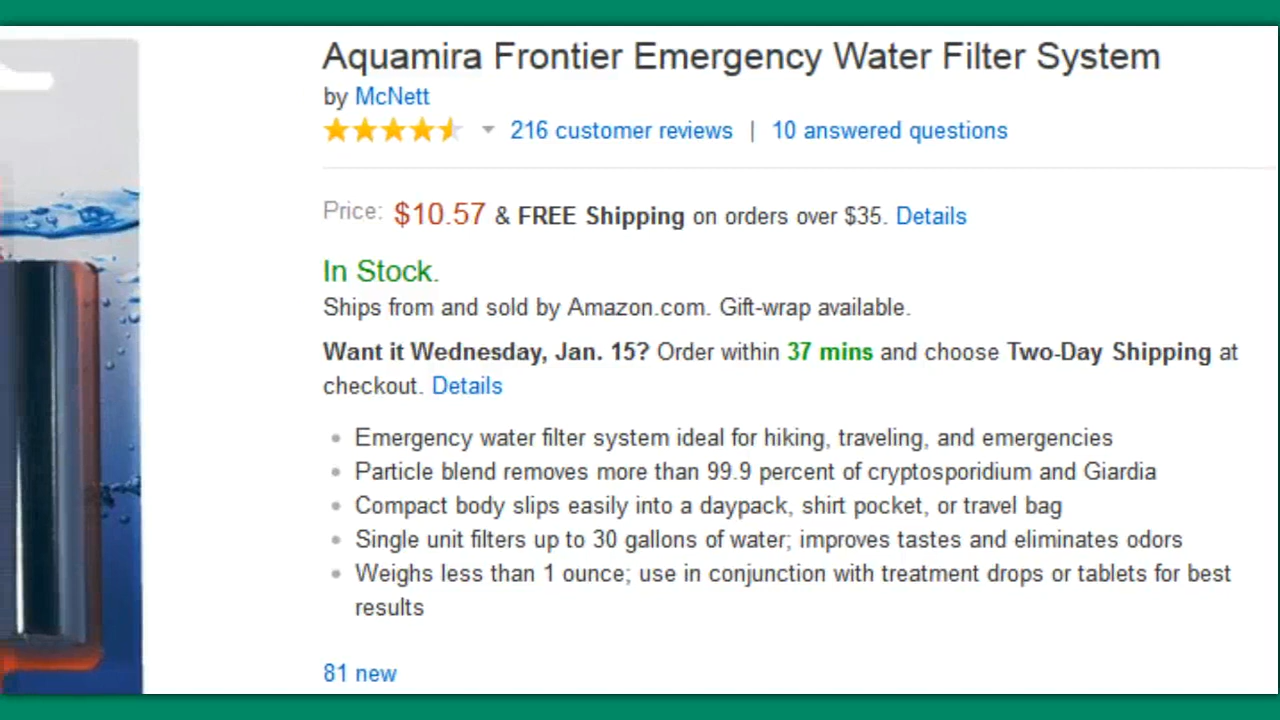 Aquamira Frontier Emergency Water Filter System
by McNett
216 customer reviews | 10 answered questions
Price: $10.57 & FREE Shipping on orders over $35. Details
In Stock.
Ships from and sold by Amazon.com. Gift-wrap available.
Want it Wednesday, Jan. 15? Order within 37 mins and choose Two-Day Shipping at
checkout. Details
• Emergency water filter system ideal for hiking, traveling, and emergencies
• Particle blend removes more than 99.9 percent of cryptosporidium and Giardia
• Compact body slips easily into a daypack, shirt pocket, or travel bag
• Single unit filters up to 30 gallons of water; improves tastes and eliminates odors
• Weighs less than 1 ounce; use in conjunction with treatment drops or tablets for best
results
81 new